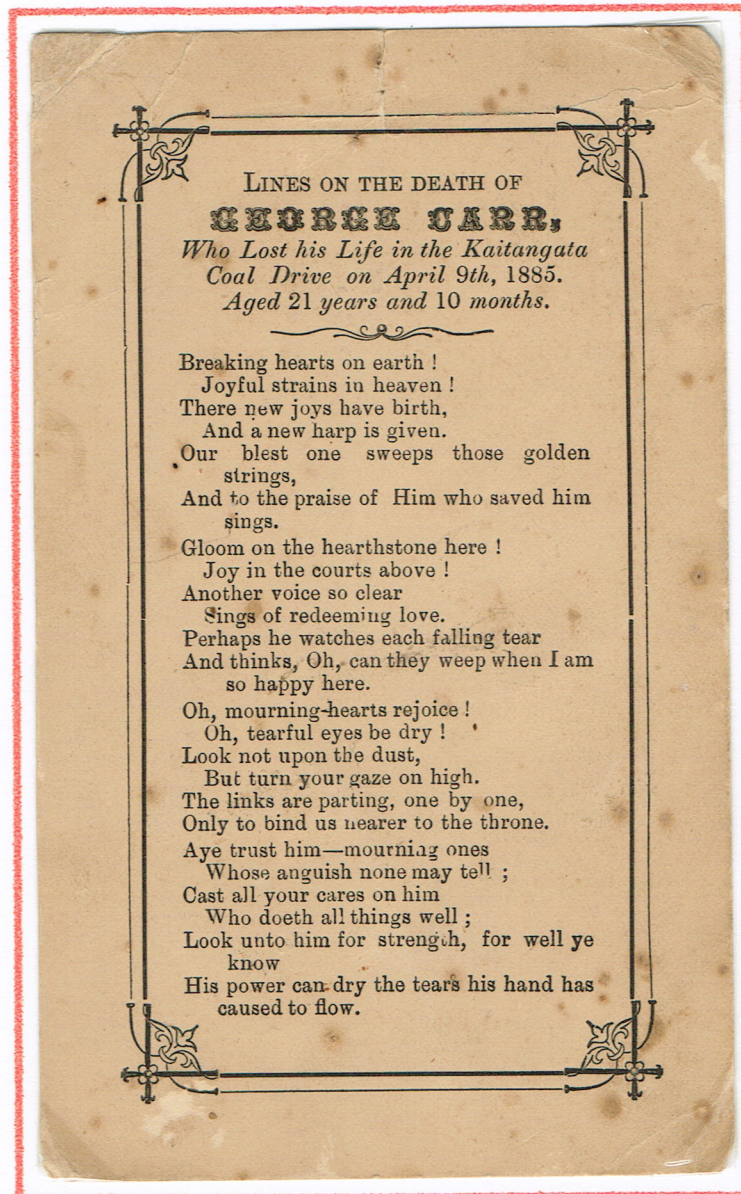 LINES ON THE DEATH OF
GEORGE CARR,
Who Lost his Life in the Kaitangata
Coal Drive on April 9th, 1885.
Aged 21 years and 10 months.
Breaking hearts on earth !
Joyful strains in heaven !
There new joys have birth,
And a new harp is given.
Our blest one sweeps those golden
strings,
And to the praise of Him who saved him
sings.
Gloom on the hearthstone here !
Joy in the courts above !
Another voice so clear
Sings of redeeming love.
Perhaps he watches each falling tear
And thinks, Oh, can they weep when I am
so happy here.
Oh, mourning-hearts rejoice !
Oh, tearful eyes be dry !
Look not upon the dust,
But turn your gaze on high.
The links are parting, one by one,
Only to bind us nearer to the throne.
Aye trust him—mourning ones
Whose anguish none may tell ;
Cast all your cares on him
Who doeth all things well ;
Look unto him for strength, for well ye
know
His power can dry the tears his hand has
caused to flow.